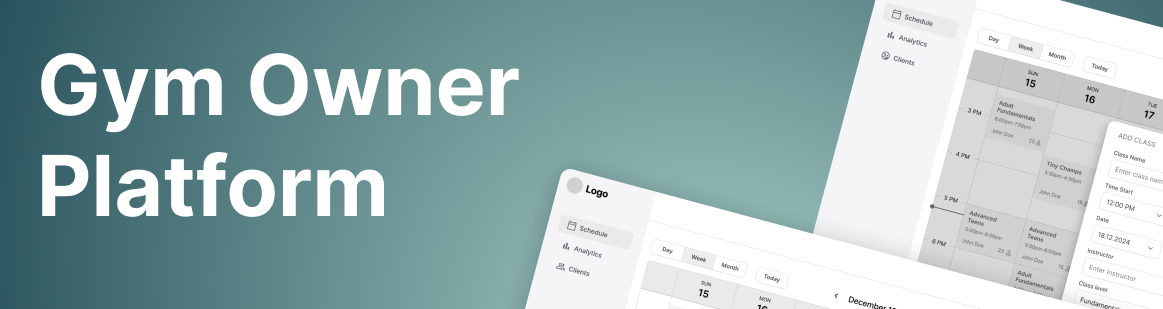 Gym Owner
Platform
Logo
Schedule
Analytics
Clients
Day Week Month Today
December
SUN MON
15 16
Schedule
Analytics
Clients
Day Week Month Today
SUN MON TUE
15 16 17
3 PM
4 PM
5 PM
6 PM
Adult
Fundamentals
6:00pm-7:00pm
John Doe 20
Tiny Champs
3:30pm-4:30pm
John Doe 18
Advanced
Teens
5:00pm-6:00pm
John Doe 23
Advanced
Teens
5:00pm-6:00pm
John Doe 15
Adult
Fundamentals
ADD CLASS
Class Name
Enter class nam
Time Start
12:00 PM
Date
18.12.2024
Instructor
Enter Instructor
Class level
Fundamenta